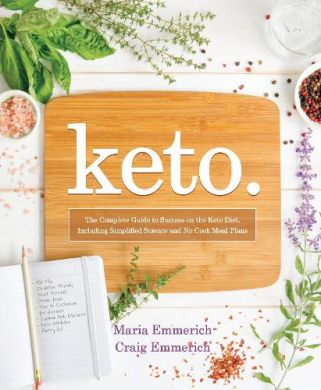 keto.
The Complete Guide to Success on the Keto Diet,
Including Simplified Science and No-Cook Meal Plans
Maria Emmerich
Craig Emmerich